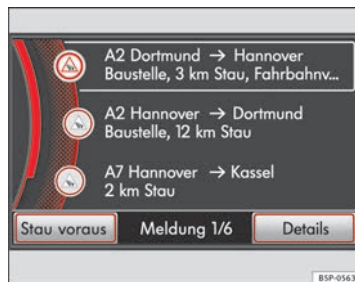 A2 Dortmund → Hannover
Baustelle, 3 km Stau, Fahrbahnv...
A2 Hannover → Dortmund
Baustelle, 12 km Stau
A7 Hannover → Kassel
2 km Stau
Stau voraus Meldung 1/6 Details
B5P-0563